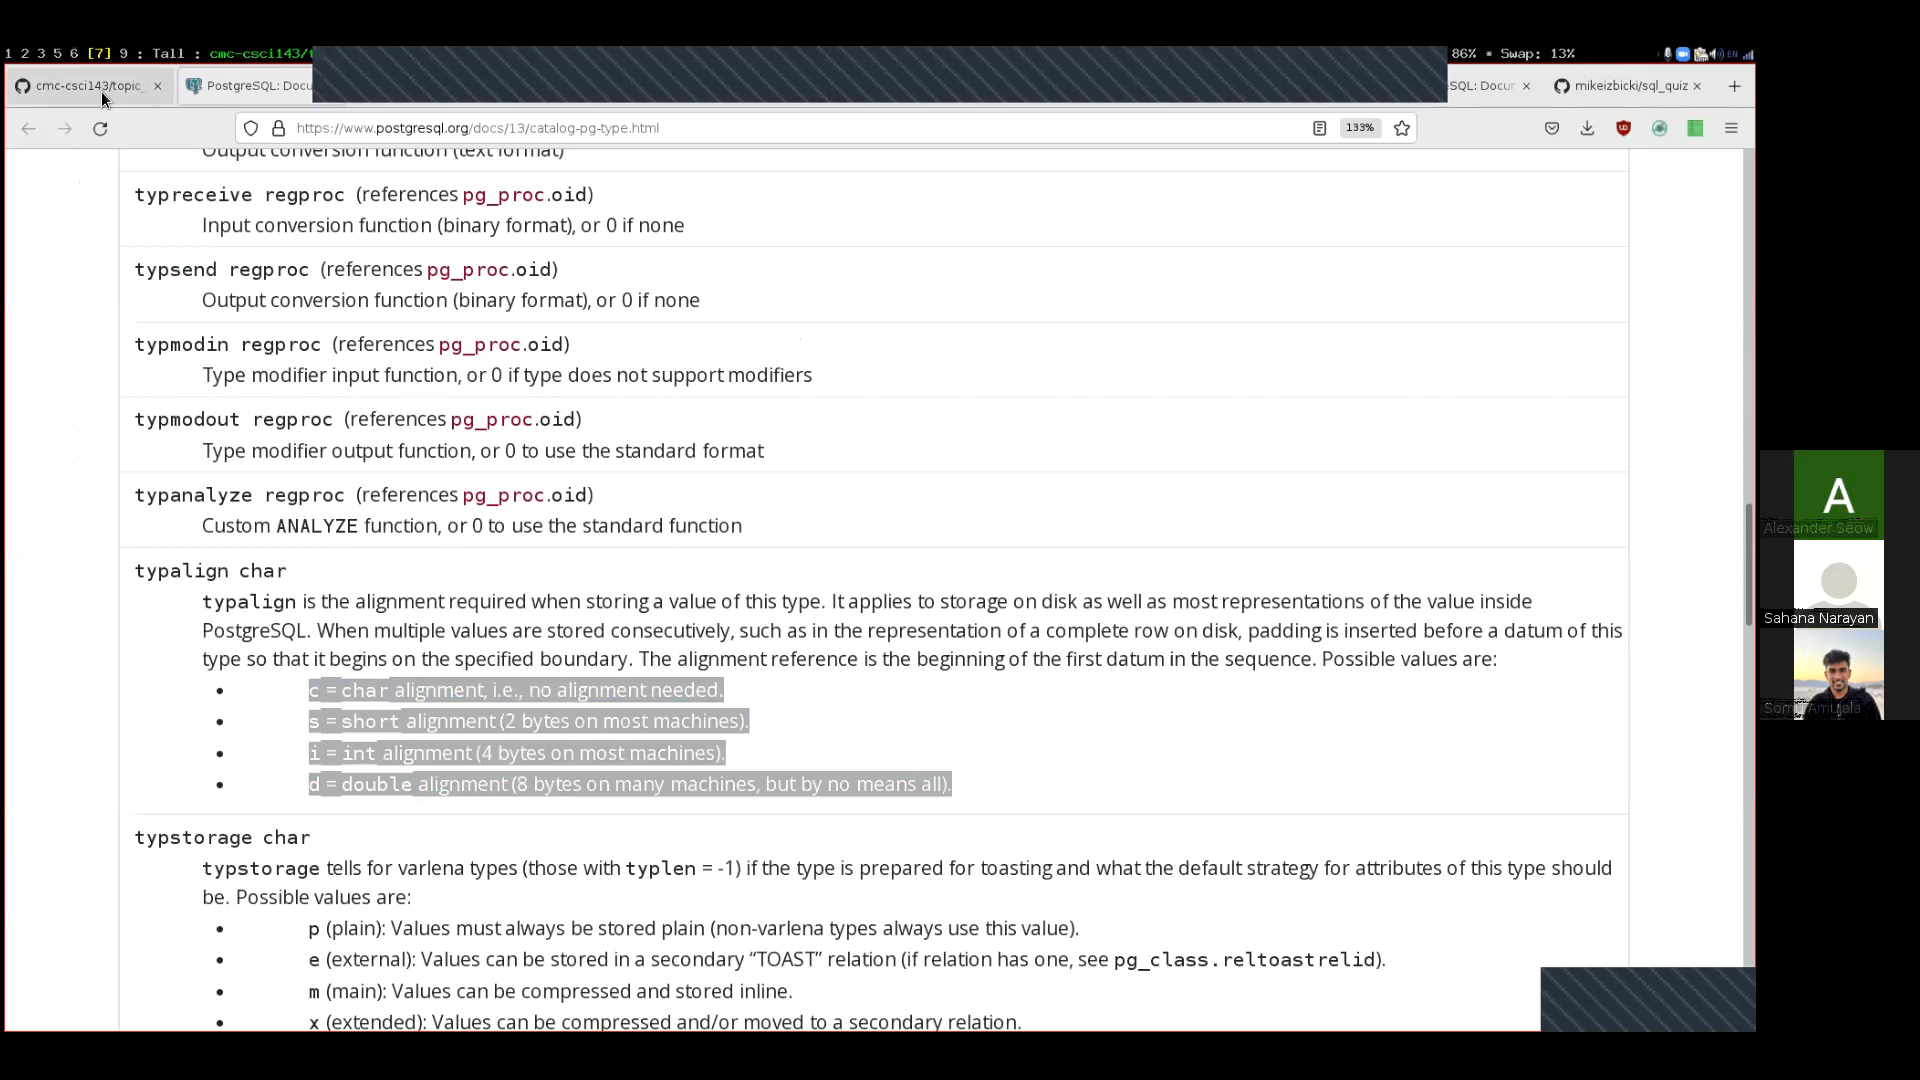 1 2 3 5 6 [7] 9 : Tall : cmc-csci143/t
86% * Swap: 13%
EN
cmc-csci143/topic_
PostgreSQL: Docu
SQL: Docur
mikeizbicki/sql_quiz
https://www.postgresql.org/docs/13/catalog-pg-type.html
133%
Output conversion function (text format)
typreceive regproc (references pg_proc.oid)
Input conversion function (binary format), or 0 if none
typsend regproc (references pg_proc.oid)
Output conversion function (binary format), or 0 if none
typmodin regproc (references pg_proc.oid)
Type modifier input function, or 0 if type does not support modifiers
typmodout regproc (references pg_proc.oid)
Type modifier output function, or 0 to use the standard format
typanalyze regproc (references pg_proc.oid)
Custom ANALYZE function, or 0 to use the standard function
typalign char
typalign is the alignment required when storing a value of this type. It applies to storage on disk as well as most representations of the value inside
PostgreSQL. When multiple values are stored consecutively, such as in the representation of a complete row on disk, padding is inserted before a datum of this
type so that it begins on the specified boundary. The alignment reference is the beginning of the first datum in the sequence. Possible values are:
• c = char alignment, i.e., no alignment needed.
• s = short alignment (2 bytes on most machines).
• i = int alignment (4 bytes on most machines).
• d = double alignment (8 bytes on many machines, but by no means all).
typstorage char
typstorage tells for varlena types (those with typlen = -1) if the type is prepared for toasting and what the default strategy for attributes of this type should
be. Possible values are:
• p (plain): Values must always be stored plain (non-varlena types always use this value).
• e (external): Values can be stored in a secondary “TOAST” relation (if relation has one, see pg_class.reltoastrelid).
• m (main): Values can be compressed and stored inline.
• x (extended): Values can be compressed and/or moved to a secondary relation.
A
Alexander Seow
Sahana Narayan
Somu Amujala